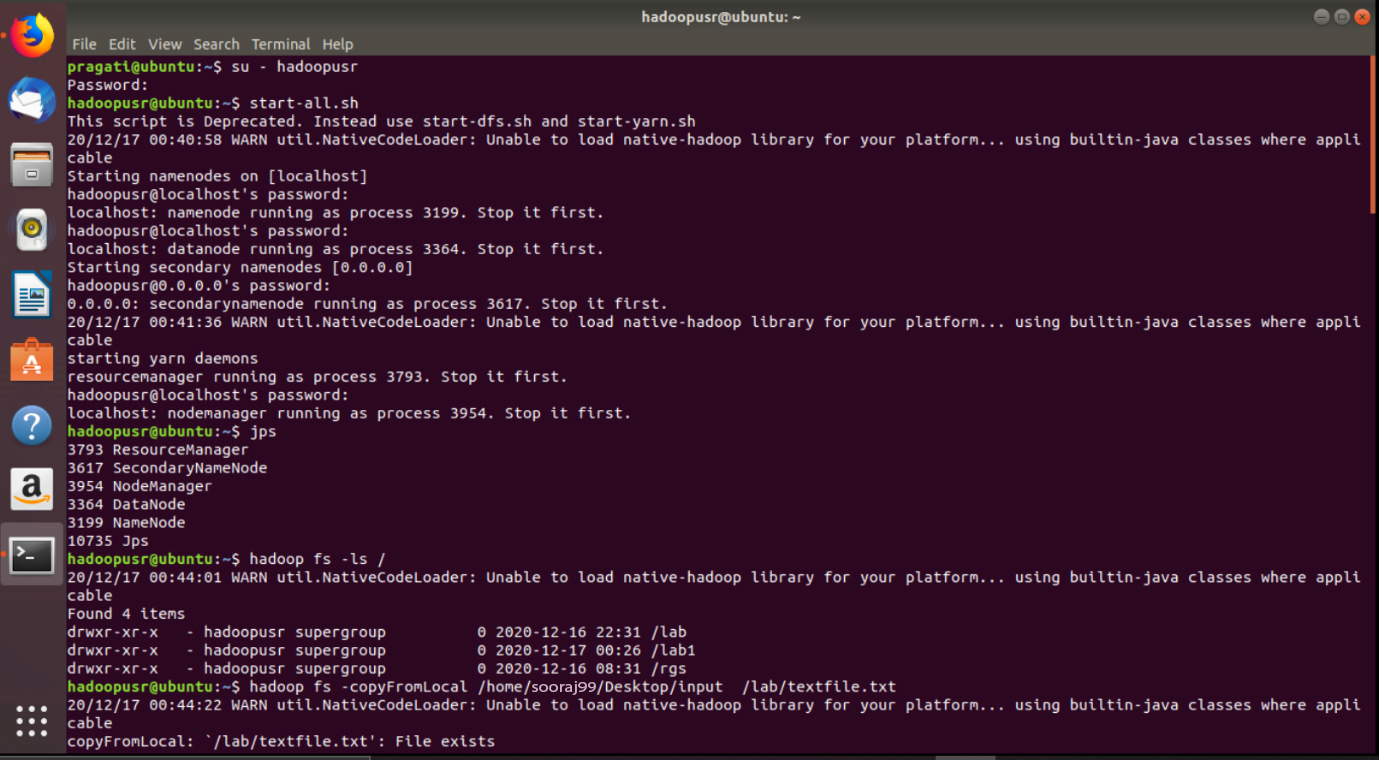 hadoopusr@ubuntu: ~
File Edit View Search Terminal Help
pragati@ubuntu:~$ su - hadoopusr
Password:
hadoopusr@ubuntu:~$ start-all.sh
This script is Deprecated. Instead use start-dfs.sh and start-yarn.sh
20/12/17 00:40:58 WARN util.NativeCodeLoader: Unable to load native-hadoop library for your platform... using builtin-java classes where appli
cable
Starting namenodes on [localhost]
hadoopusr@localhost's password:
localhost: namenode running as process 3199. Stop it first.
hadoopusr@localhost's password:
localhost: datanode running as process 3364. Stop it first.
Starting secondary namenodes [0.0.0.0]
hadoopusr@0.0.0.0's password:
0.0.0.0: secondarynamenode running as process 3617. Stop it first.
20/12/17 00:41:36 WARN util.NativeCodeLoader: Unable to load native-hadoop library for your platform... using builtin-java classes where appli
cable
starting yarn daemons
resourcemanager running as process 3793. Stop it first.
hadoopusr@localhost's password:
localhost: nodemanager running as process 3954. Stop it first.
hadoopusr@ubuntu:~$ jps
3793 ResourceManager
3617 SecondaryNameNode
3954 NodeManager
3364 DataNode
3199 NameNode
10735 Jps
hadoopusr@ubuntu:~$ hadoop fs -ls /
20/12/17 00:44:01 WARN util.NativeCodeLoader: Unable to load native-hadoop library for your platform... using builtin-java classes where appli
cable
Found 4 items
drwxr-xr-x   - hadoopusr supergroup          0 2020-12-16 22:31 /lab
drwxr-xr-x   - hadoopusr supergroup          0 2020-12-17 00:26 /lab1
drwxr-xr-x   - hadoopusr supergroup          0 2020-12-16 08:31 /rgs
hadoopusr@ubuntu:~$ hadoop fs -copyFromLocal /home/sooraj99/Desktop/input  /lab/textfile.txt
20/12/17 00:44:22 WARN util.NativeCodeLoader: Unable to load native-hadoop library for your platform... using builtin-java classes where appli
cable
copyFromLocal: `/lab/textfile.txt': File exists